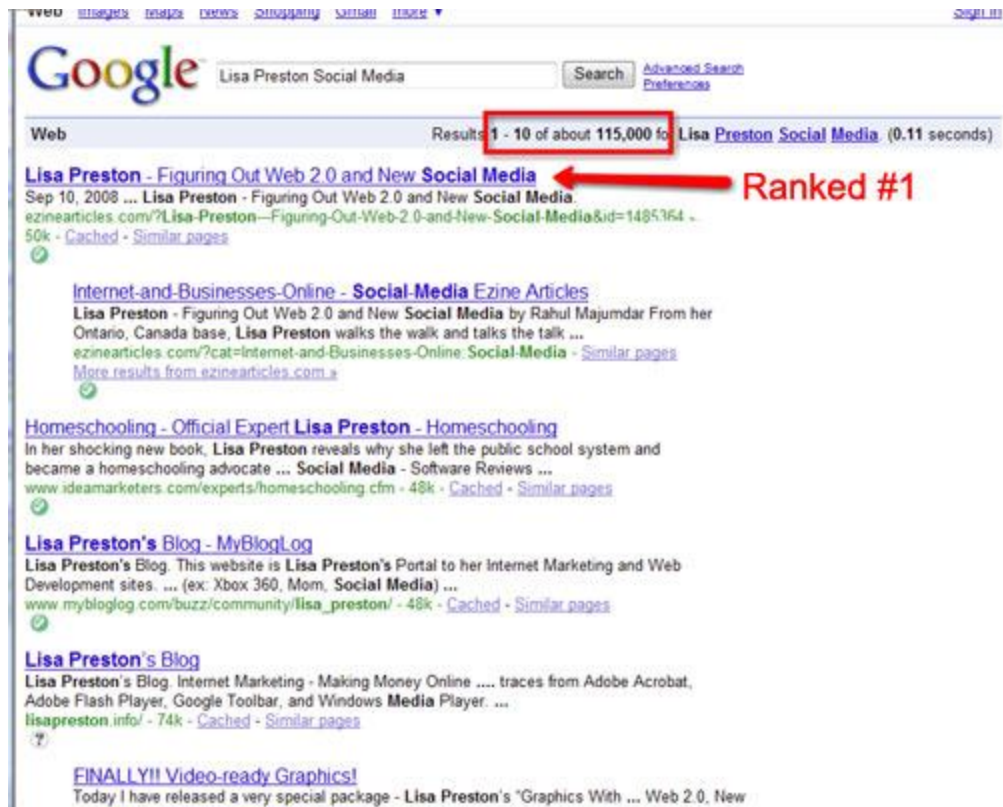 Web Images Maps News Shopping Gmail more ▼ Sign in
Google Lisa Preston Social Media Search Advanced Search
Preferences
Web Results 1 - 10 of about 115,000 for Lisa Preston Social Media. (0.11 seconds)
Lisa Preston - Figuring Out Web 2.0 and New Social Media
Ranked #1
Sep 10, 2008 ... Lisa Preston - Figuring Out Web 2.0 and New Social Media.
ezinearticles.com/?Lisa-Preston---Figuring-Out-Web-2.0-and-New-Social-Media&id=1485364 -
50k - Cached - Similar pages
Internet-and-Businesses-Online - Social-Media Ezine Articles
Lisa Preston - Figuring Out Web 2.0 and New Social Media by Rahul Majumdar From her
Ontario, Canada base, Lisa Preston walks the walk and talks the talk ...
ezinearticles.com/?cat=Internet-and-Businesses-Online:Social-Media - Similar pages
More results from ezinearticles.com »
Homeschooling - Official Expert Lisa Preston - Homeschooling
In her shocking new book, Lisa Preston reveals why she left the public school system and
became a homeschooling advocate ... Social Media - Software Reviews ...
www.ideamarketers.com/experts/homeschooling.cfm - 48k - Cached - Similar pages
Lisa Preston's Blog - MyBlogLog
Lisa Preston's Blog. This website is Lisa Preston's Portal to her Internet Marketing and Web
Development sites. ... (ex: Xbox 360, Mom, Social Media) ...
www.mybloglog.com/buzz/community/lisa_preston/ - 48k - Cached - Similar pages
Lisa Preston's Blog
Lisa Preston's Blog. Internet Marketing - Making Money Online .... traces from Adobe Acrobat,
Adobe Flash Player, Google Toolbar, and Windows Media Player. ...
lisapreston.info/ - 74k - Cached - Similar pages
?
FINALLY!! Video-ready Graphics!
Today I have released a very special package - Lisa Preston's "Graphics With ... Web 2.0, New